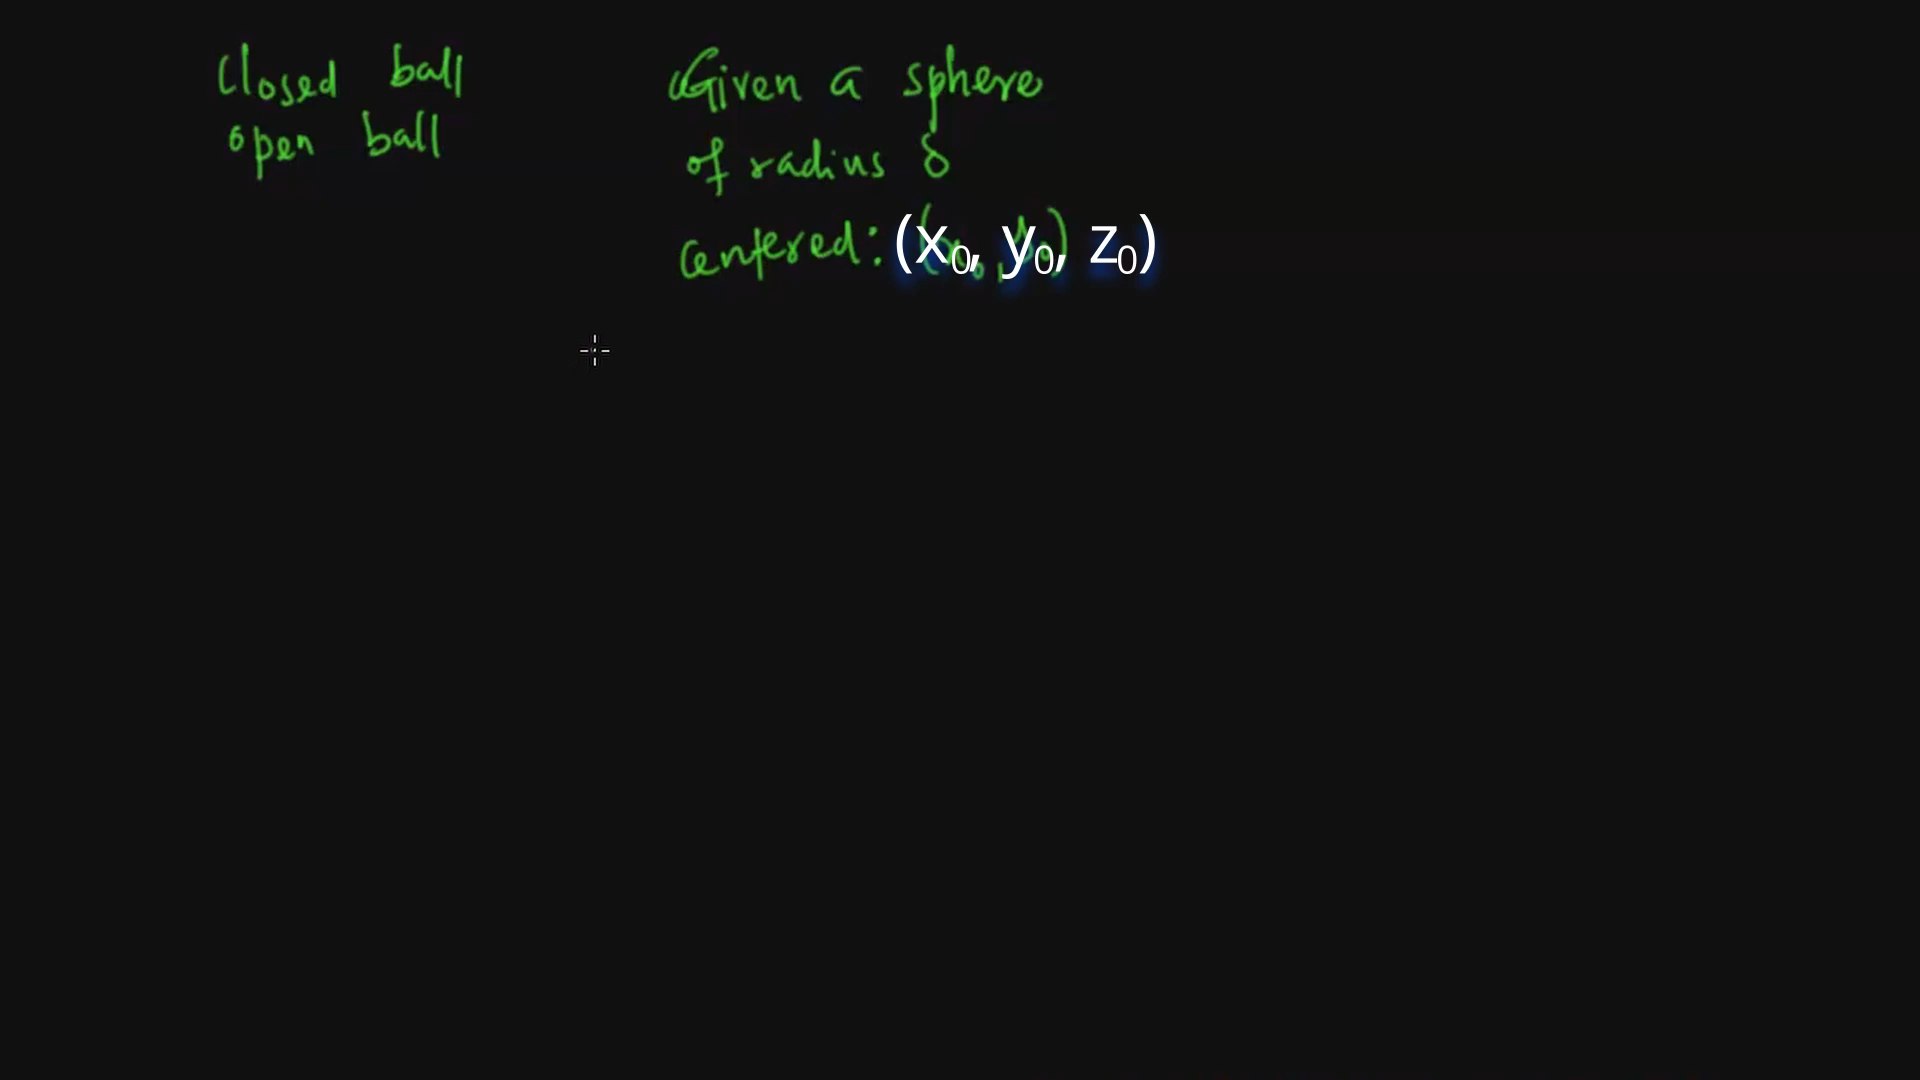 closed ball
open ball
Given a sphere
of radius δ
centered: (x₀, y₀, z₀)